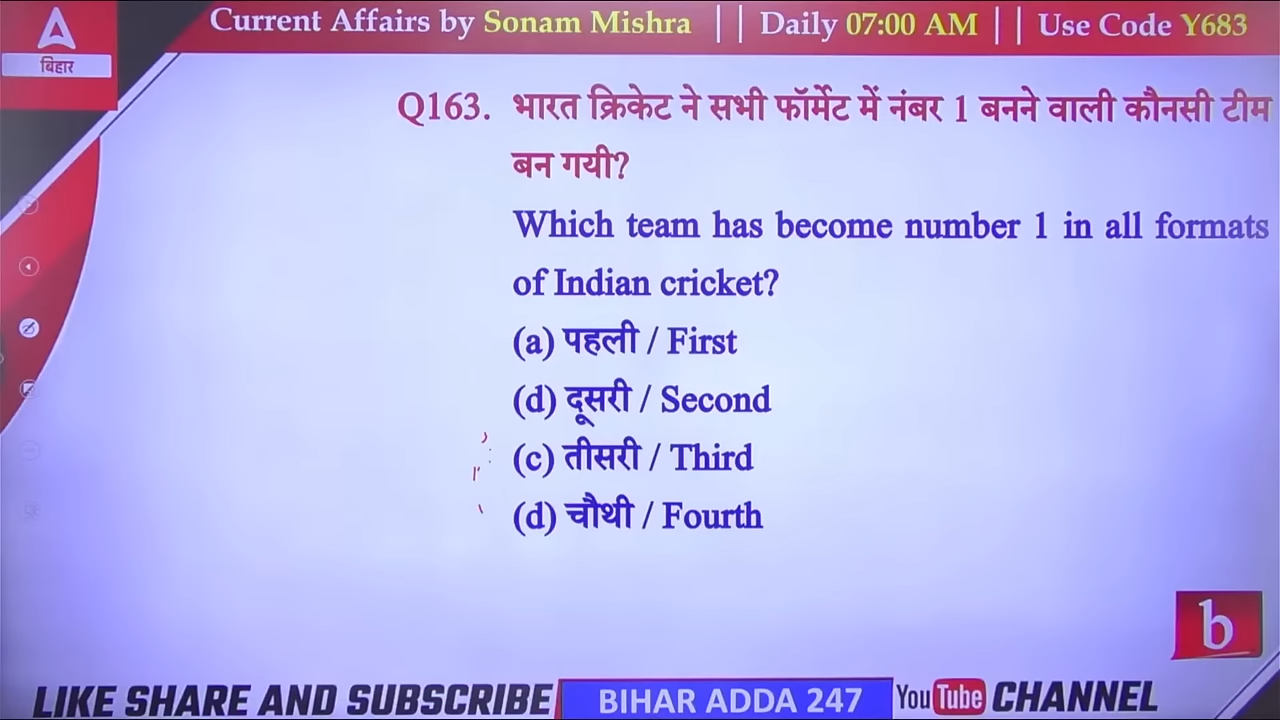 Current Affairs by Sonam Mishra || Daily 07:00 AM || Use Code Y683
बिहार
Q163. भारत क्रिकेट ने सभी फॉर्मेट में नंबर 1 बनने वाली कौनसी टीम
बन गयी?
Which team has become number 1 in all formats
of Indian cricket?
(a) पहली / First
(d) दूसरी / Second
(c) तीसरी / Third
(d) चौथी / Fourth
b
LIKE SHARE AND SUBSCRIBE BIHAR ADDA 247 YouTube CHANNEL